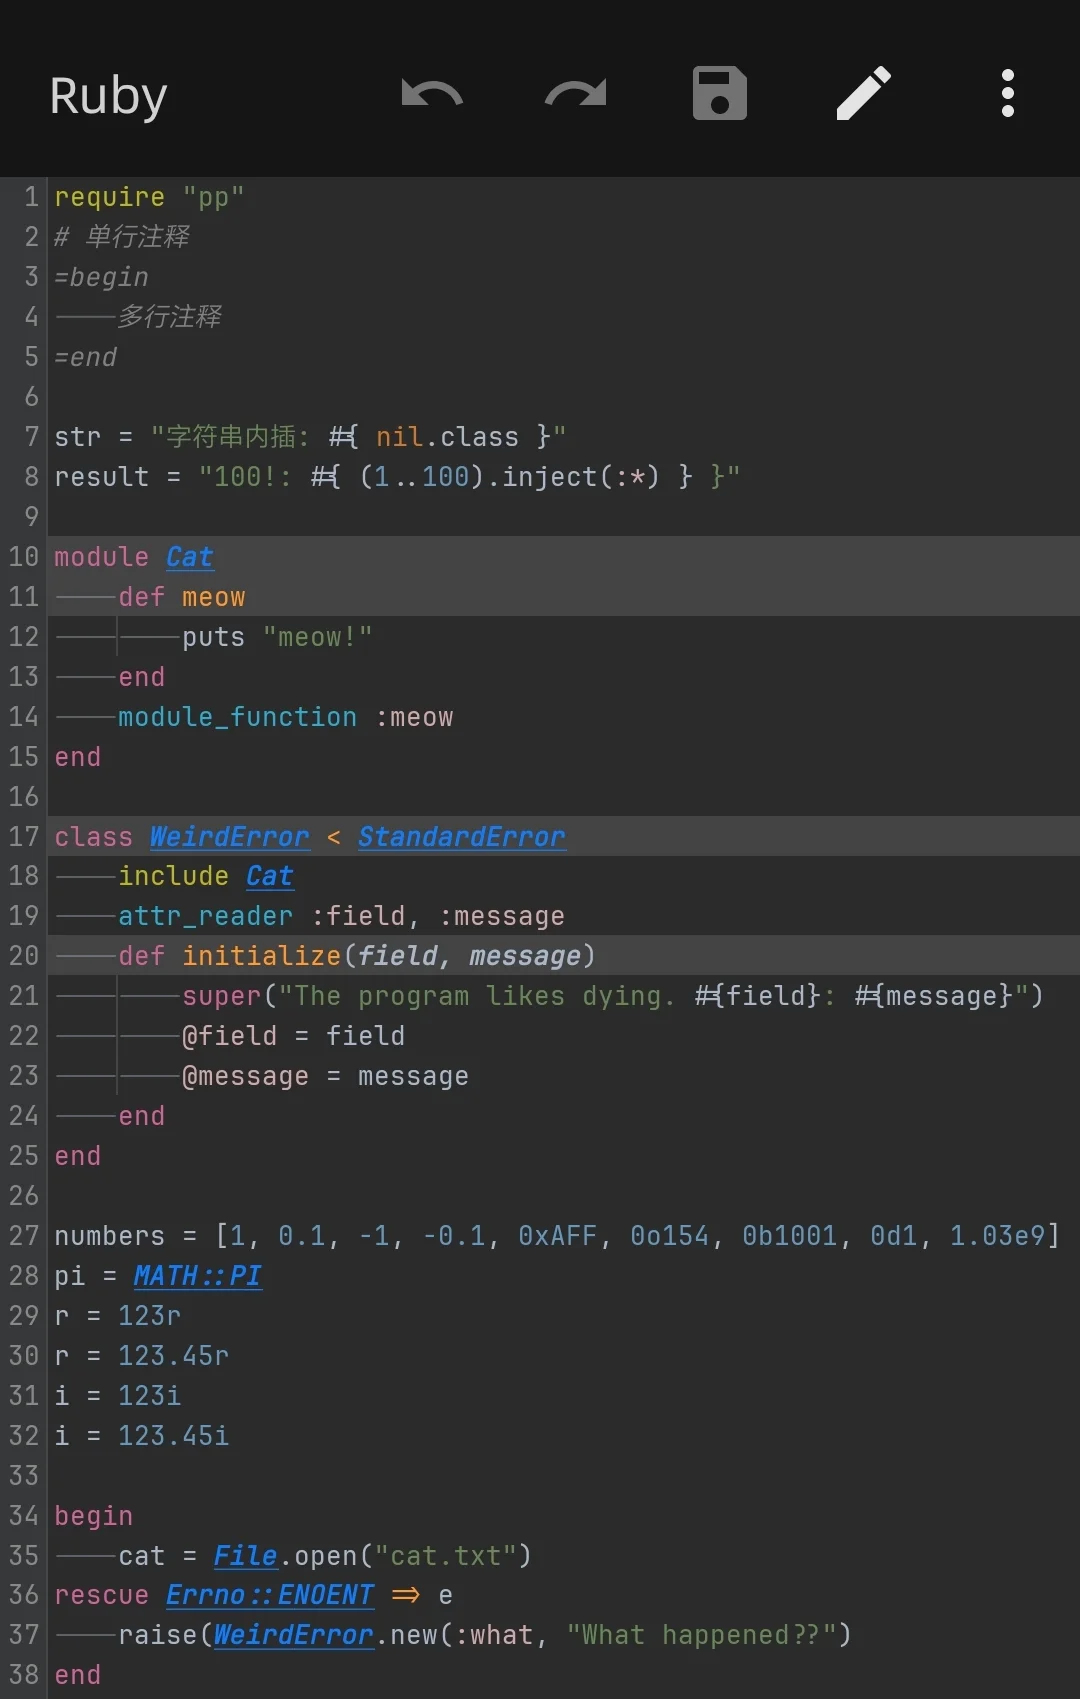 Ruby
1 require "pp"
2 # 单行注释
3 =begin
4 多行注释
5 =end
6
7 str = "字符串内插: #{ nil.class }"
8 result = "100!: #{ (1..100).inject(:*) } }"
9
10 module Cat
11 def meow
12 puts "meow!"
13 end
14 module_function :meow
15 end
16
17 class WeirdError < StandardError
18 include Cat
19 attr_reader :field, :message
20 def initialize(field, message)
21 super("The program likes dying. #{field}: #{message}")
22 @field = field
23 @message = message
24 end
25 end
26
27 numbers = [1, 0.1, -1, -0.1, 0xAFF, 0o154, 0b1001, 0d1, 1.03e9]
28 pi = MATH::PI
29 r = 123r
30 r = 123.45r
31 i = 123i
32 i = 123.45i
33
34 begin
35 cat = File.open("cat.txt")
36 rescue Errno::ENOENT => e
37 raise(WeirdError.new(:what, "What happened??")
38 end